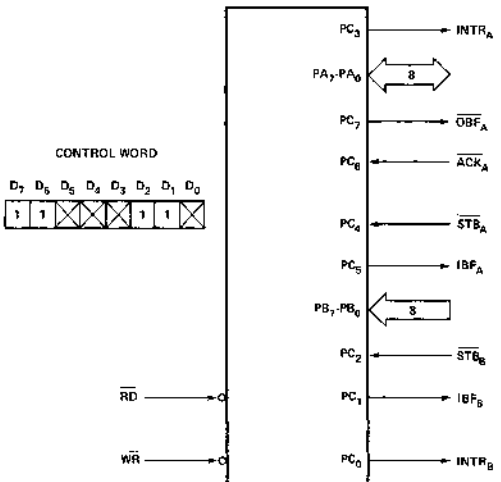 PC3 INTRA
PA7-PA0 8
PC7 OBFA
CONTROL WORD
PC6 ACKA
D7 D6 D5 D4 D3 D2 D1 D0
1 1 X X X 1 1 X
PC4 STBA
PC5 IBFA
PB7-PB0 8
PC2 STBB
RD PC1 IBFB
WR PC0 INTRB